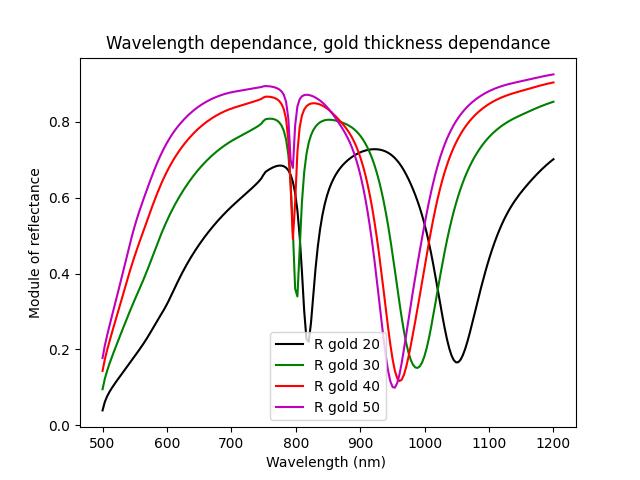 Wavelength dependance, gold thickness dependance
Module of reflectance
0.8
0.6
0.4
0.2
0.0
R gold 20
R gold 30
R gold 40
R gold 50
500 600 700 800 900 1000 1100 1200
Wavelength (nm)